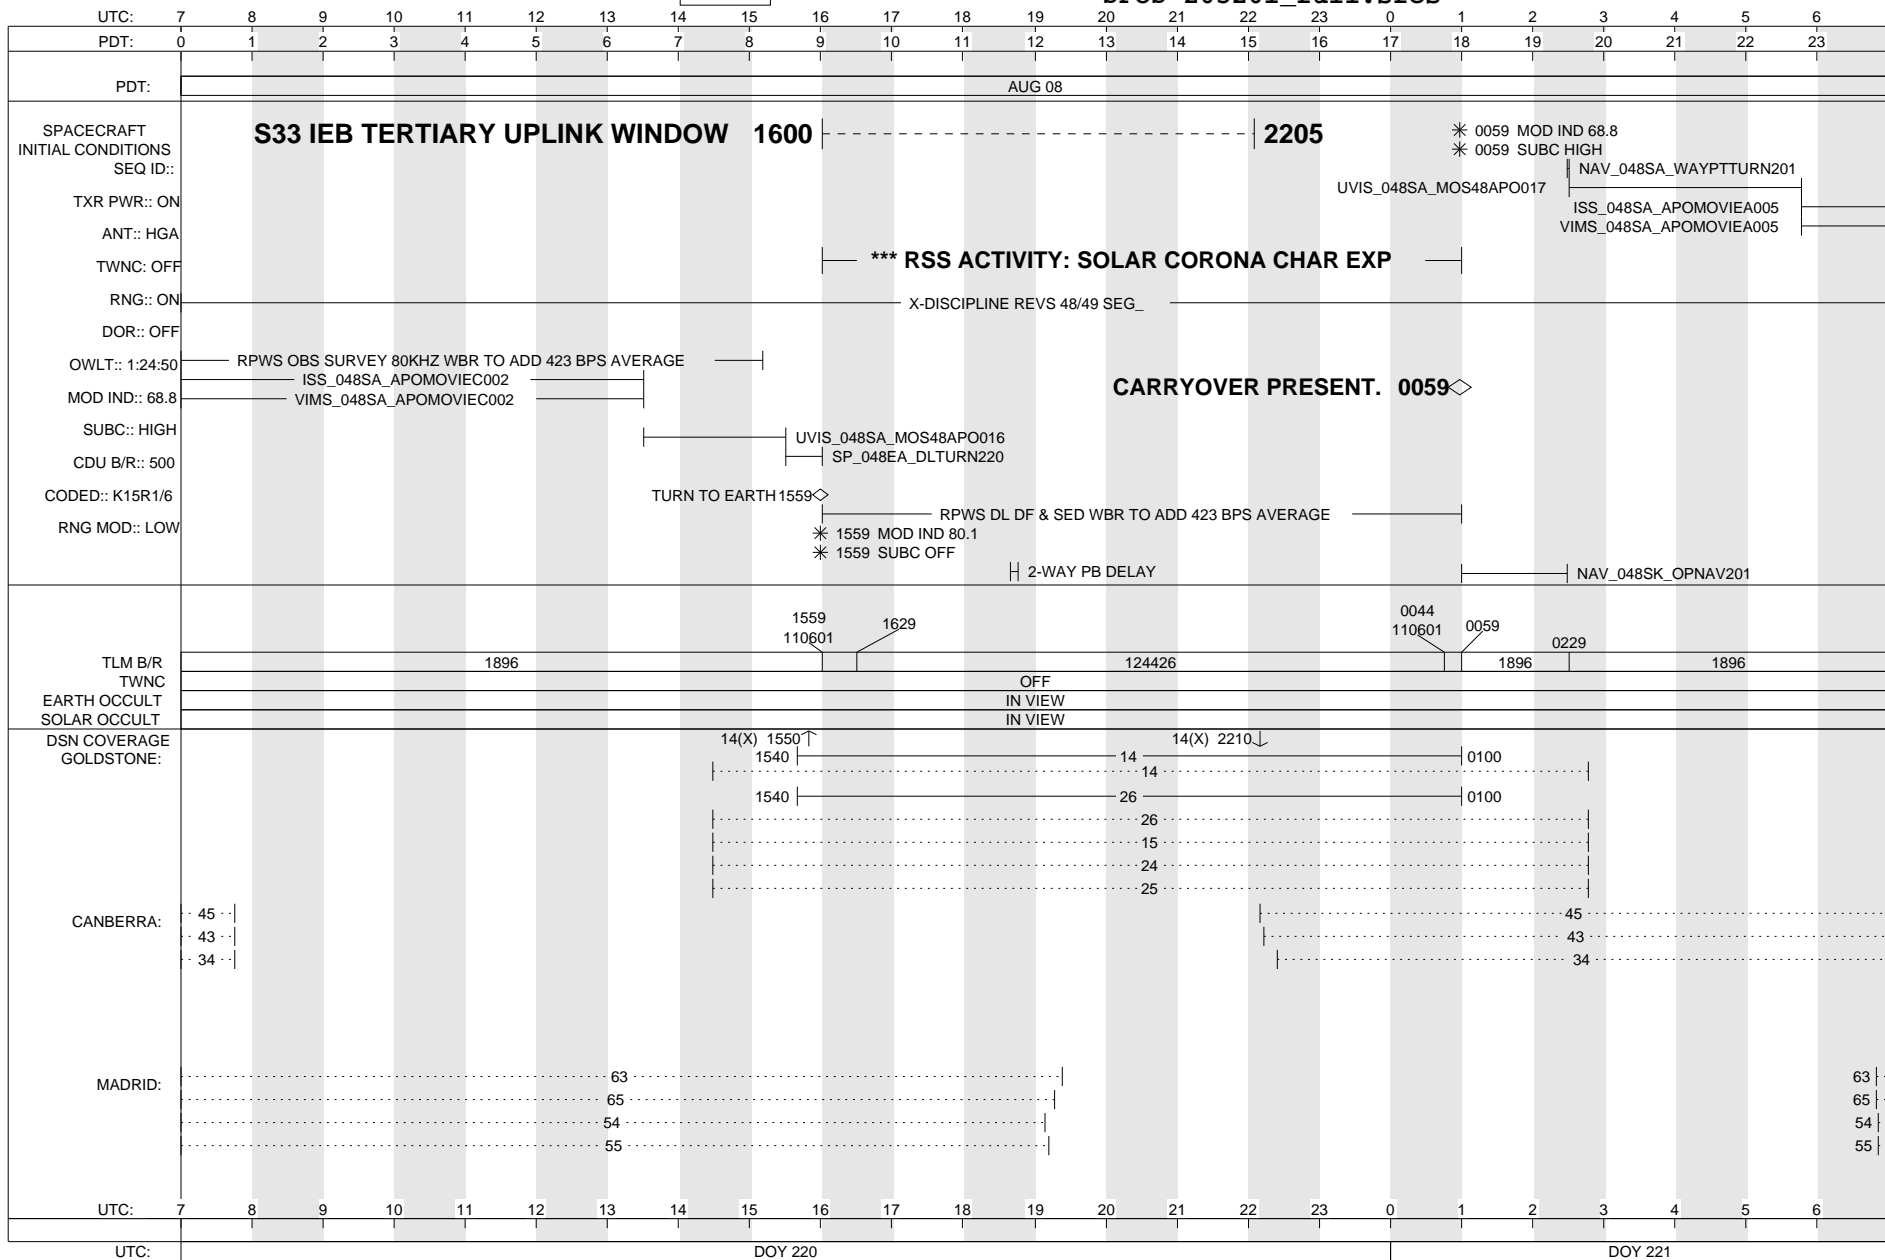 UTC: 7 8 9 10 11 12 13 14 15 16 17 18 19 20 21 22 23 0 1 2 3 4 5 6
PDT: 0 1 2 3 4 5 6 7 8 9 10 11 12 13 14 15 16 17 18 19 20 21 22 23
PDT: AUG 08
SPACECRAFT
INITIAL CONDITIONS
SEQ ID::
TXR PWR:: ON
ANT:: HGA
TWNC: OFF
RNG:: ON
DOR:: OFF
OWLT:: 1:24:50
MOD IND:: 68.8
SUBC:: HIGH
CDU B/R:: 500
CODED:: K15R1/6
RNG MOD:: LOW
S33 IEB TERTIARY UPLINK WINDOW 1600 2205
0059 MOD IND 68.8
0059 SUBC HIGH
NAV_048SA_WAYPTTURN201
UVIS_048SA_MOS48APO017
ISS_048SA_APOMOVIEA005
VIMS_048SA_APOMOVIEA005
*** RSS ACTIVITY: SOLAR CORONA CHAR EXP
X-DISCIPLINE REVS 48/49 SEG_
RPWS OBS SURVEY 80KHZ WBR TO ADD 423 BPS AVERAGE
ISS_048SA_APOMOVIEC002
VIMS_048SA_APOMOVIEC002
CARRYOVER PRESENT. 0059
UVIS_048SA_MOS48APO016
SP_048EA_DLTURN220
TURN TO EARTH 1559
RPWS DL DF & SED WBR TO ADD 423 BPS AVERAGE
1559 MOD IND 80.1
1559 SUBC OFF
2-WAY PB DELAY
NAV_048SK_OPNAV201
1559 0044
110601 1629 110601 0059
0229
TLM B/R 1896 124426 1896 1896
TWNC OFF
EARTH OCCULT IN VIEW
SOLAR OCCULT IN VIEW
DSN COVERAGE 14(X) 1550 14(X) 2210
GOLDSTONE: 1540 14 0100
14
1540 26 0100
26
15
24
25
CANBERRA: 45 45
43 43
34 34
MADRID: 63 63
65 65
54 54
55 55
UTC: 7 8 9 10 11 12 13 14 15 16 17 18 19 20 21 22 23 0 1 2 3 4 5 6
UTC: DOY 220 DOY 221